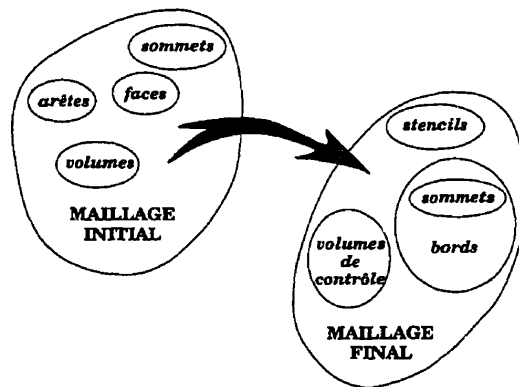 sommets
arêtes
faces
volumes
MAILLAGE
INITIAL
stencils
sommets
bords
volumes
de
contrôle
MAILLAGE
FINAL